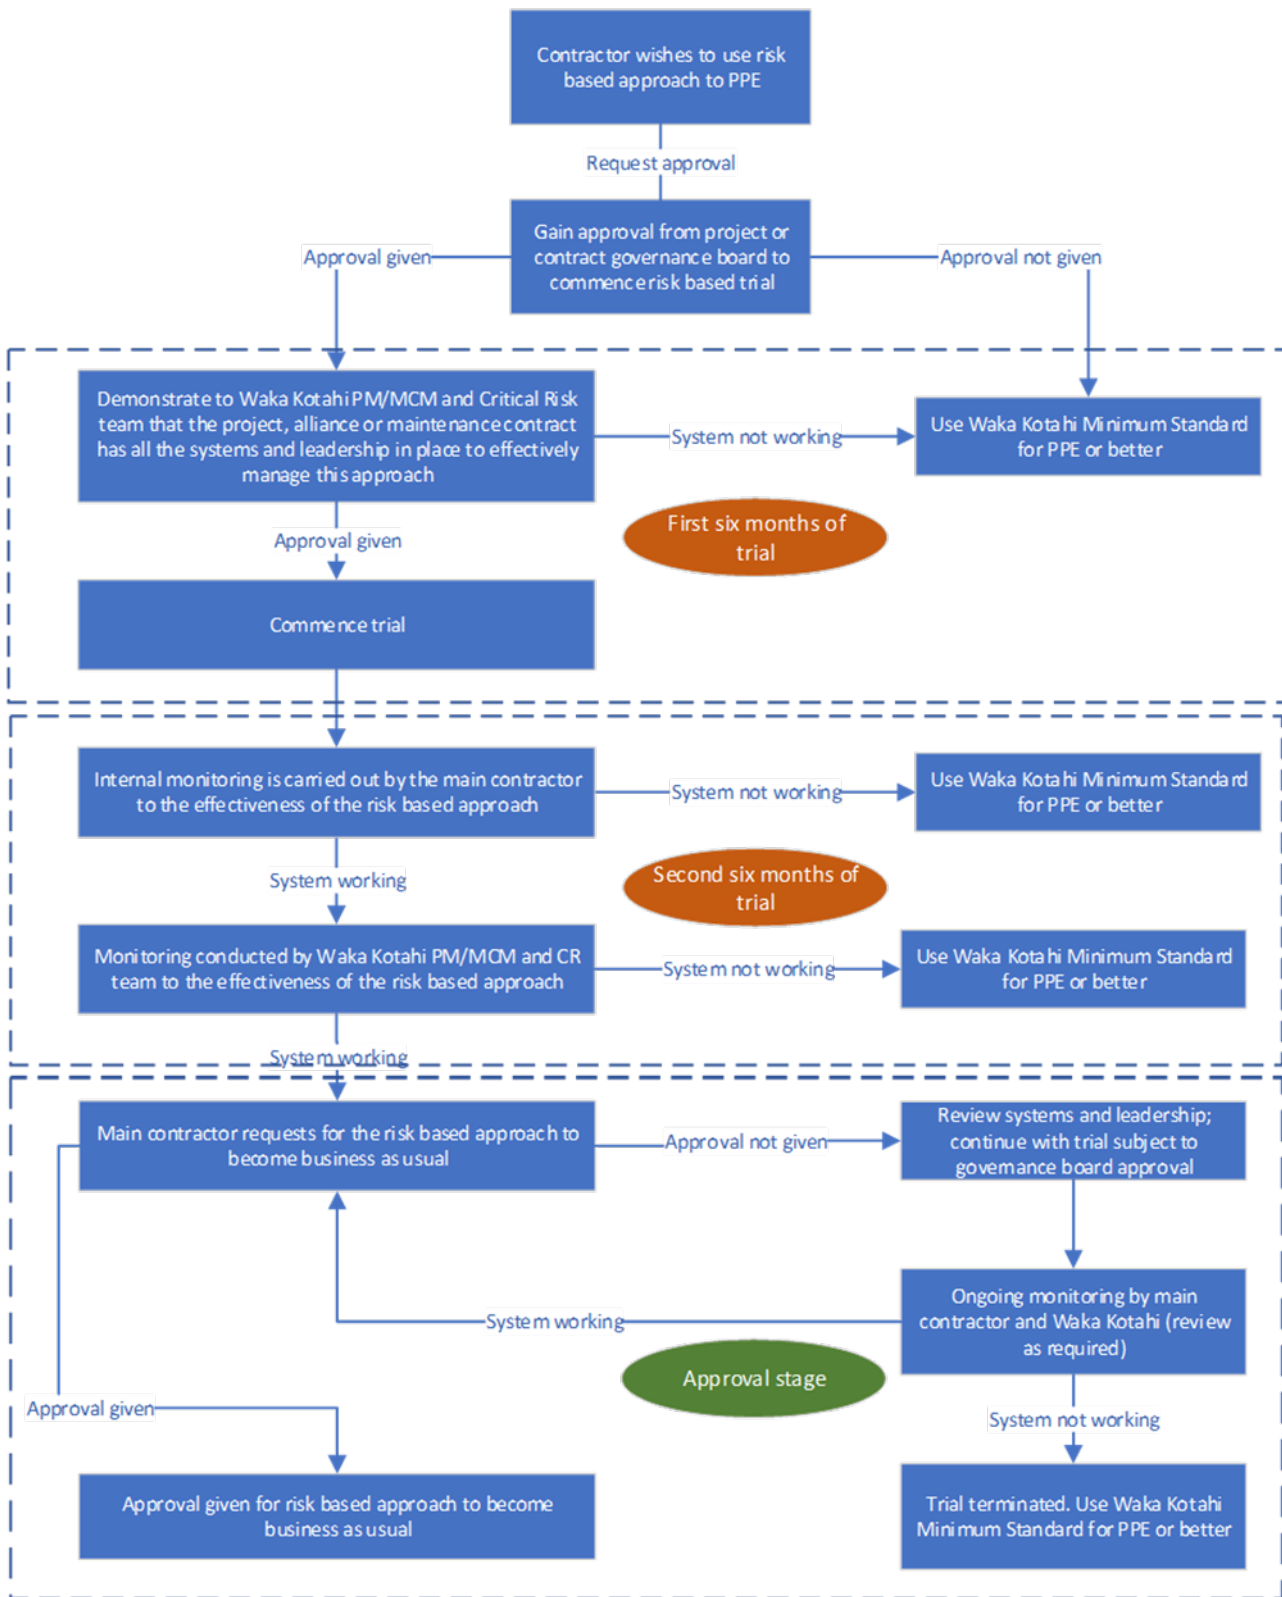 Contractor wishes to use risk
based approach to PPE
Request approval
Gain approval from project or
contract governance board to
commence risk based trial
Approval given
Approval not given
Demonstrate to Waka Kotahi PM/MCM and Critical Risk
team that the project, alliance or maintenance contract
has all the systems and leadership in place to effectively
manage this approach
System not working
Use Waka Kotahi Minimum Standard
for PPE or better
First six months of
trial
Approval given
Commence trial
Internal monitoring is carried out by the main contractor
to the effectiveness of the risk based approach
System not working
Use Waka Kotahi Minimum Standard
for PPE or better
System working
Second six months of
trial
Monitoring conducted by Waka Kotahi PM/MCM and CR
team to the effectiveness of the risk based approach
System not working
Use Waka Kotahi Minimum Standard
for PPE or better
System working
Main contractor requests for the risk based approach to
become business as usual
Approval not given
Review systems and leadership;
continue with trial subject to
governance board approval
Ongoing monitoring by main
contractor and Waka Kotahi (review
as required)
System working
Approval stage
Approval given
System not working
Approval given for risk based approach to become
business as usual
Trial terminated. Use Waka Kotahi
Minimum Standard for PPE or better